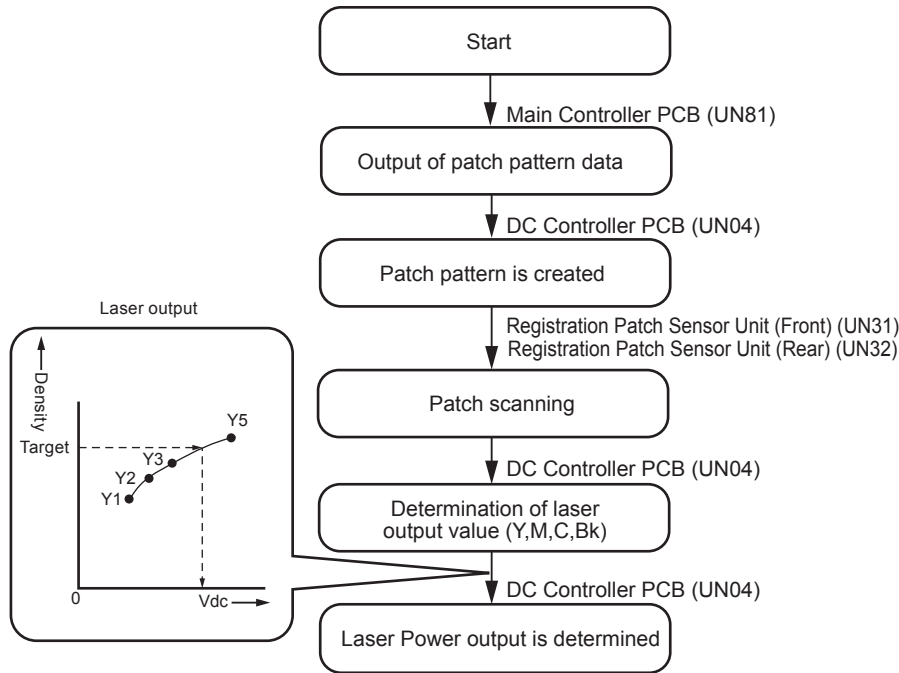 Start
Main Controller PCB (UN81)
Output of patch pattern data
DC Controller PCB (UN04)
Patch pattern is created
Registration Patch Sensor Unit (Front) (UN31)
Registration Patch Sensor Unit (Rear) (UN32)
Patch scanning
DC Controller PCB (UN04)
Determination of laser
output value (Y,M,C,Bk)
DC Controller PCB (UN04)
Laser Power output is determined
Laser output
Density
Target
Y1
Y2
Y3
Y5
0
Vdc